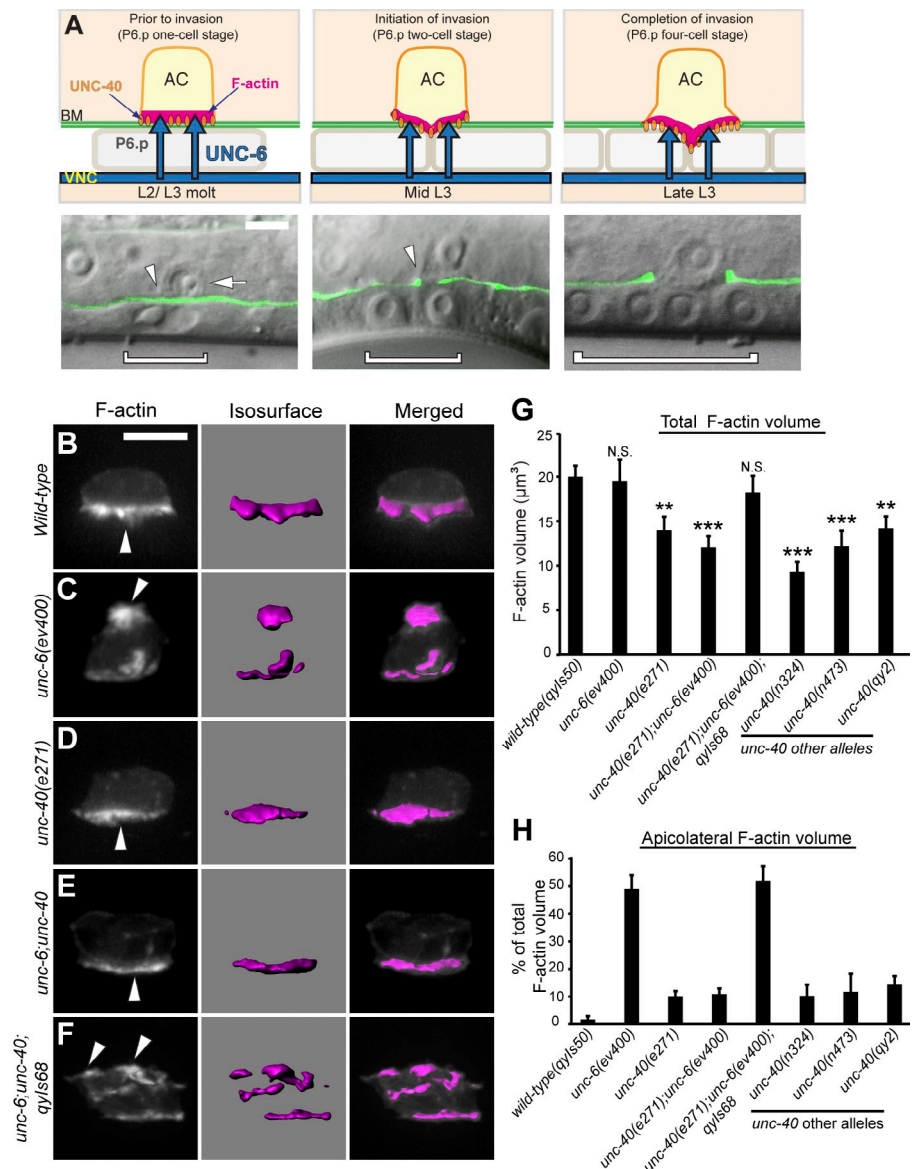 A
Prior to invasion
(P6.p one-cell stage)
Initiation of invasion
(P6.p two-cell stage)
Completion of invasion
(P6.p four-cell stage)
UNC-40
AC
F-actin
AC
AC
BM
P6.p
UNC-6
VNC
L2/ L3 molt
Mid L3
Late L3
F-actin
Isosurface
Merged
B
Wild-type
C
unc-6(ev400)
D
unc-40(e271)
E
unc-6;unc-40
F
unc-6;unc-40;
qyIs68
G
Total F-actin volume
F-actin volume (µm³)
25
20
15
10
5
0
N.S.
**
***
N.S.
***
***
**
wild-type(qyIs50)
unc-6(ev400)
unc-40(e271)
unc-40(e271);unc-6(ev400)
unc-40(e271);unc-6(ev400);
qyIs68
unc-40(n324)
unc-40(n473)
unc-40(qy2)
unc-40 other alleles
H
Apicolateral F-actin volume
% of total
F-actin volume
60
50
40
30
20
10
0
wild-type(qyIs50)
unc-6(ev400)
unc-40(e271)
unc-40(e271);unc-6(ev400)
unc-40(e271);unc-6(ev400);
qyIs68
unc-40(n324)
unc-40(n473)
unc-40(qy2)
unc-40 other alleles